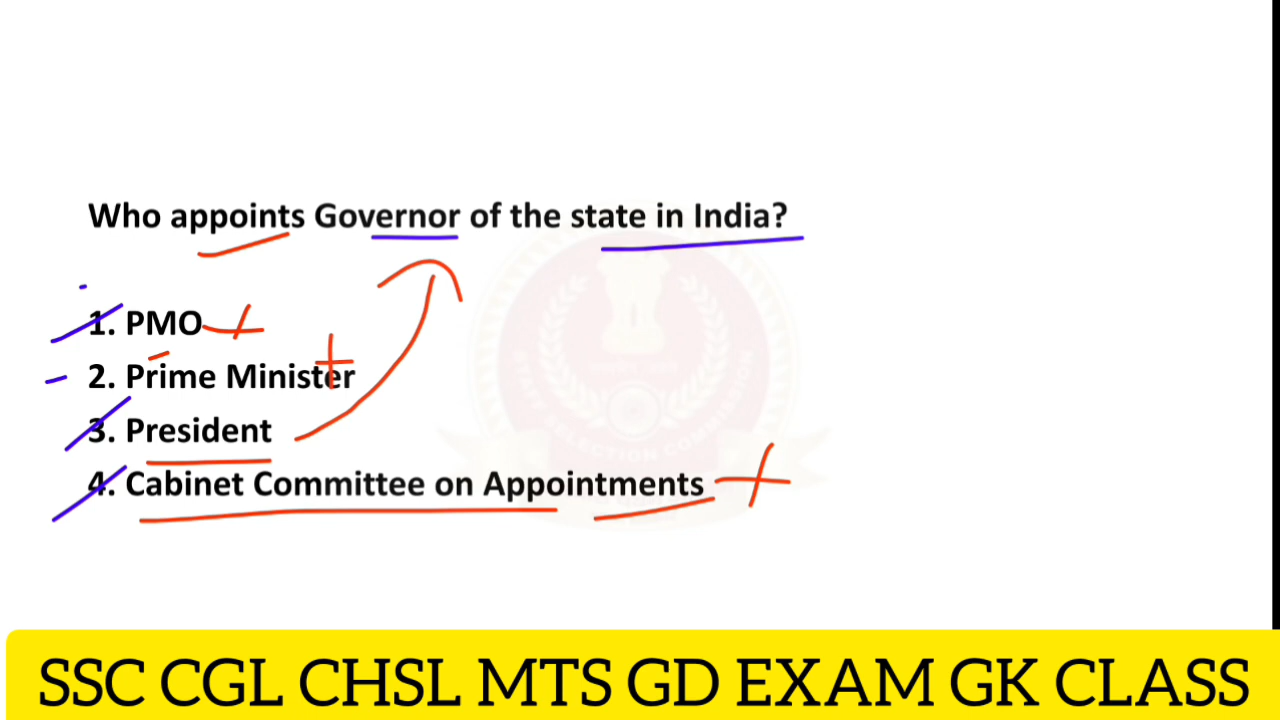 Who appoints Governor of the state in India?
1. PMO
2. Prime Minister
3. President
4. Cabinet Committee on Appointments
SSC CGL CHSL MTS GD EXAM GK CLASS